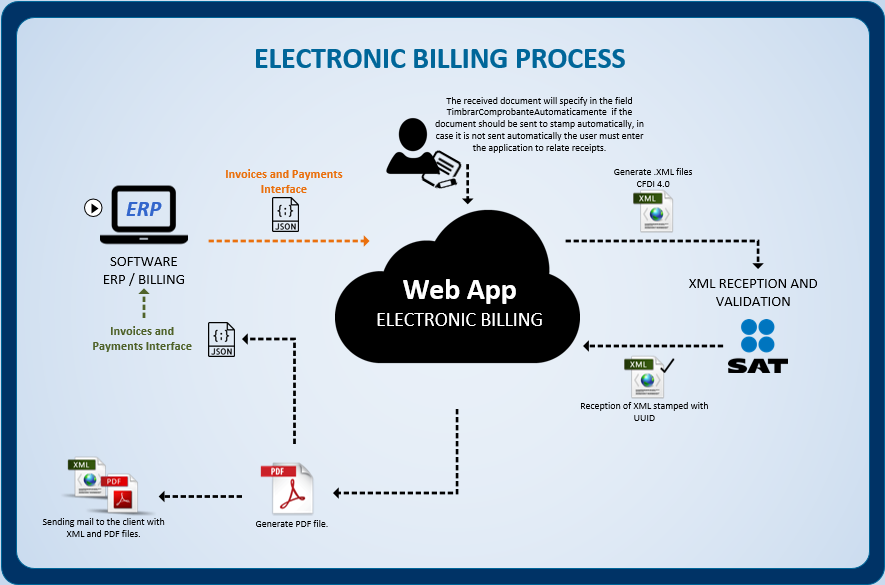 ELECTRONIC BILLING PROCESS
The received document will specify in the field
TimbrarComprobanteAutomaticamente if the
document should be sent to stamp automatically, in
case it is not sent automatically the user must enter
the application to relate receipts.
Invoices and Payments
Interface
{;}
JSON
Generate .XML files
CFDI 4.0
XML
ERP
SOFTWARE
ERP / BILLING
Web App
ELECTRONIC BILLING
XML RECEPTION AND
VALIDATION
SAT
Invoices and
Payments Interface
{;}
JSON
XML
Reception of XML stamped with
UUID
XML
PDF
Sending mail to the client with
XML and PDF files.
PDF
Generate PDF file.